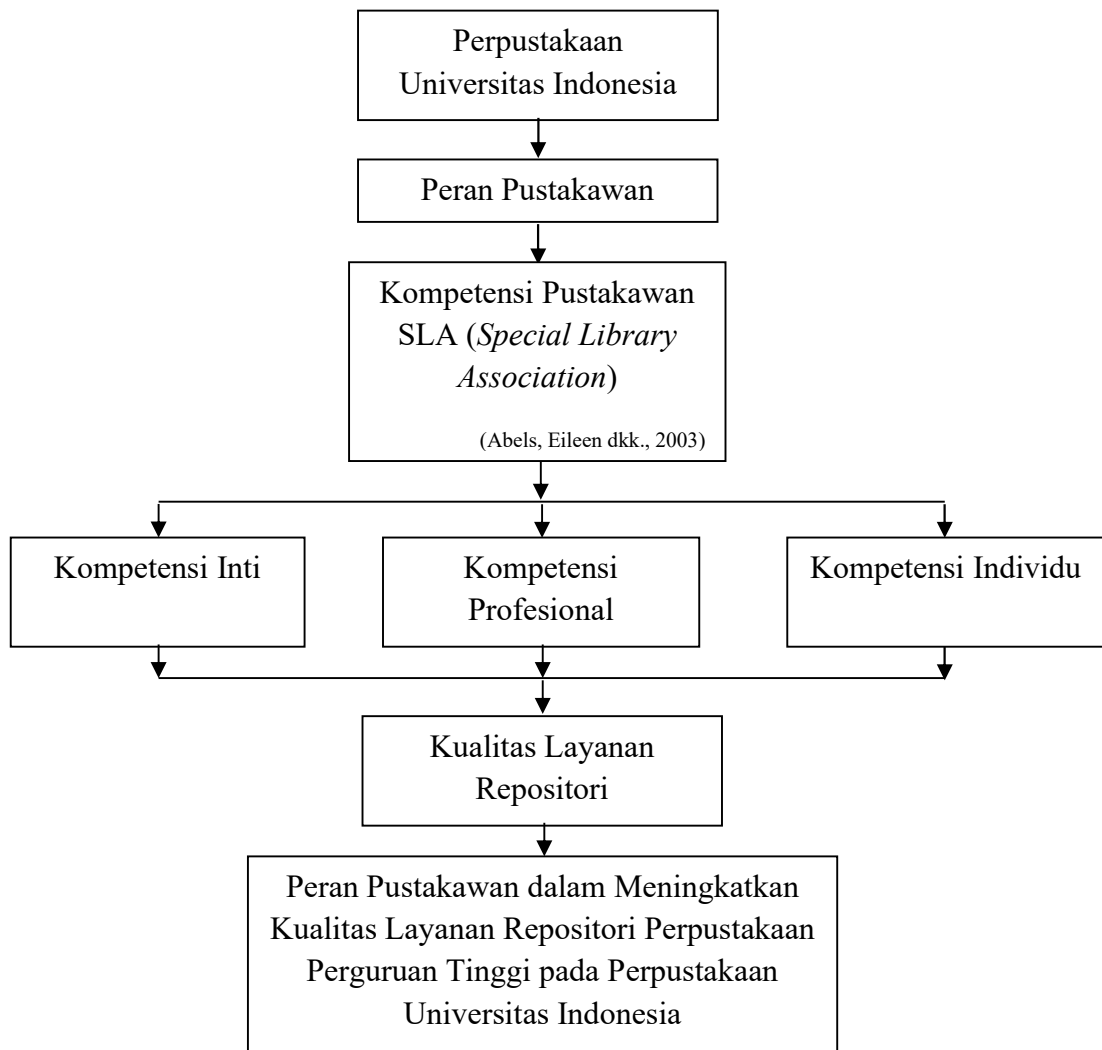 Perpustakaan
Universitas Indonesia
Peran Pustakawan
Kompetensi Pustakawan
SLA (Special Library
Association)
(Abels, Eileen dkk., 2003)
Kompetensi Inti
Kompetensi
Profesional
Kompetensi Individu
Kualitas Layanan
Repositori
Peran Pustakawan dalam Meningkatkan
Kualitas Layanan Repositori Perpustakaan
Perguruan Tinggi pada Perpustakaan
Universitas Indonesia